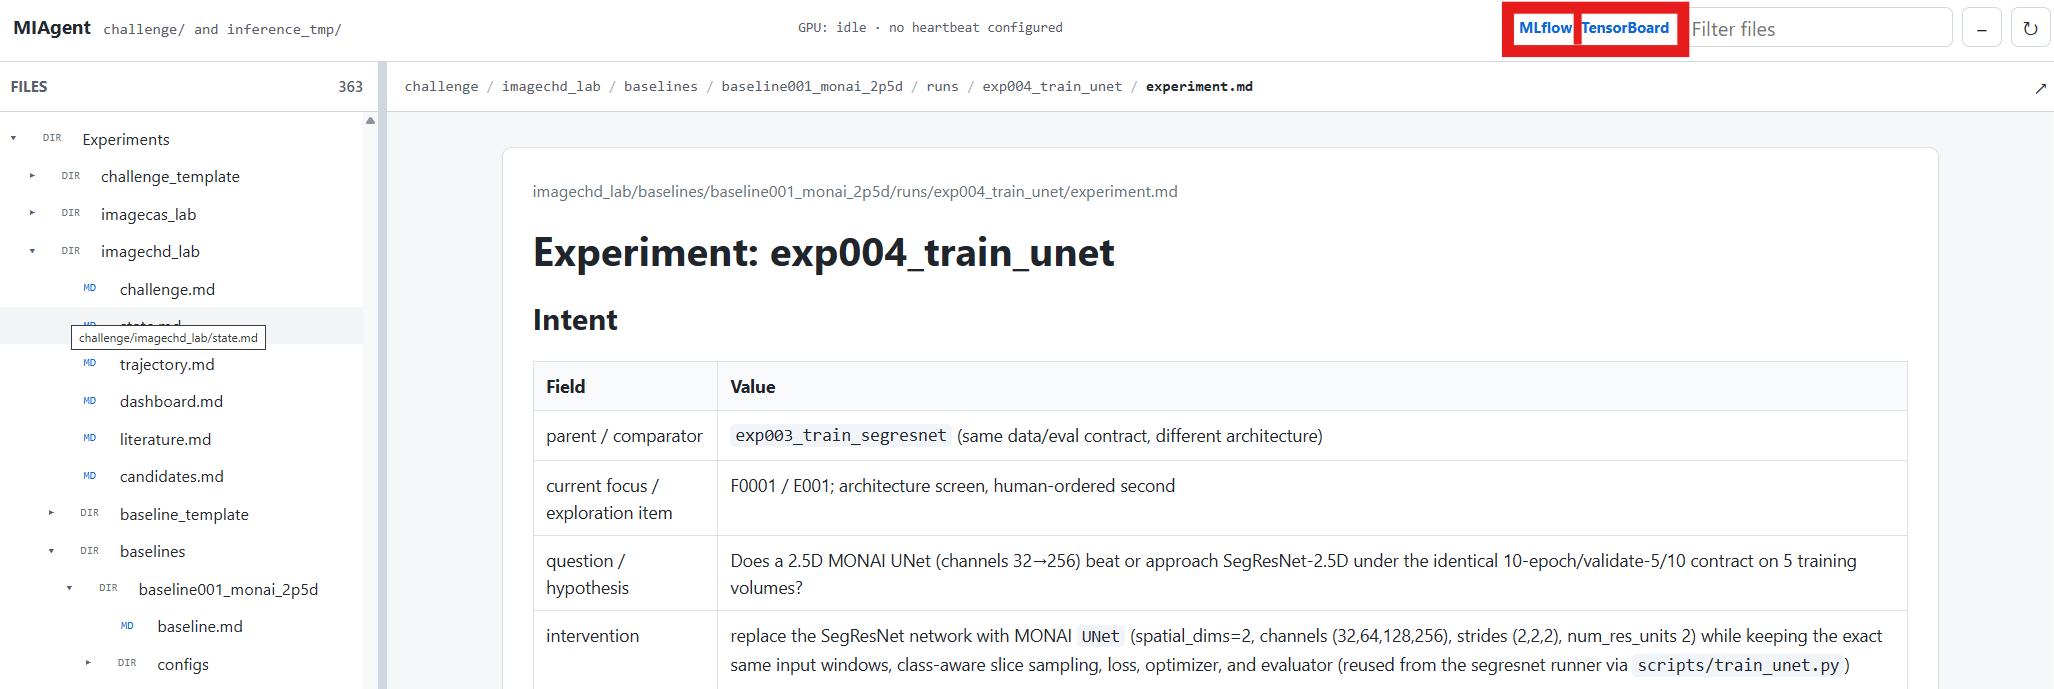 MIAgent challenge/ and inference_tmp/
GPU: idle · no heartbeat configured
MLflow TensorBoard
Filter files
– ↻
FILES 363
▾ DIR Experiments
▸ DIR challenge_template
▸ DIR imagecas_lab
▾ DIR imagechd_lab
MD challenge.md
MD state.md
challenge/imagechd_lab/state.md
MD trajectory.md
MD dashboard.md
MD literature.md
MD candidates.md
▸ DIR baseline_template
▾ DIR baselines
▾ DIR baseline001_monai_2p5d
MD baseline.md
▸ DIR configs
challenge / imagechd_lab / baselines / baseline001_monai_2p5d / runs / exp004_train_unet / experiment.md
↗
imagechd_lab/baselines/baseline001_monai_2p5d/runs/exp004_train_unet/experiment.md
Experiment: exp004_train_unet
Intent
Field Value
parent / comparator exp003_train_segresnet (same data/eval contract, different architecture)
current focus /
exploration item
F0001 / E001; architecture screen, human-ordered second
question /
hypothesis
Does a 2.5D MONAI UNet (channels 32→256) beat or approach SegResNet-2.5D under the identical 10-epoch/validate-5/10 contract on 5 training
volumes?
intervention
replace the SegResNet network with MONAI UNet (spatial_dims=2, channels (32,64,128,256), strides (2,2,2), num_res_units 2) while keeping the exact
same input windows, class-aware slice sampling, loss, optimizer, and evaluator (reused from the segresnet runner via scripts/train_unet.py)